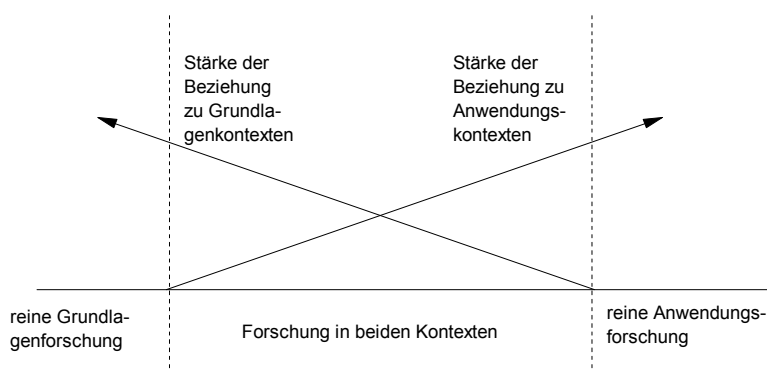 Stärke der
Beziehung
zu Grundla-
genkontexten
Stärke der
Beziehung zu
Anwendungs-
kontexten
reine Grundla-
genforschung
Forschung in beiden Kontexten
reine Anwendungs-
forschung